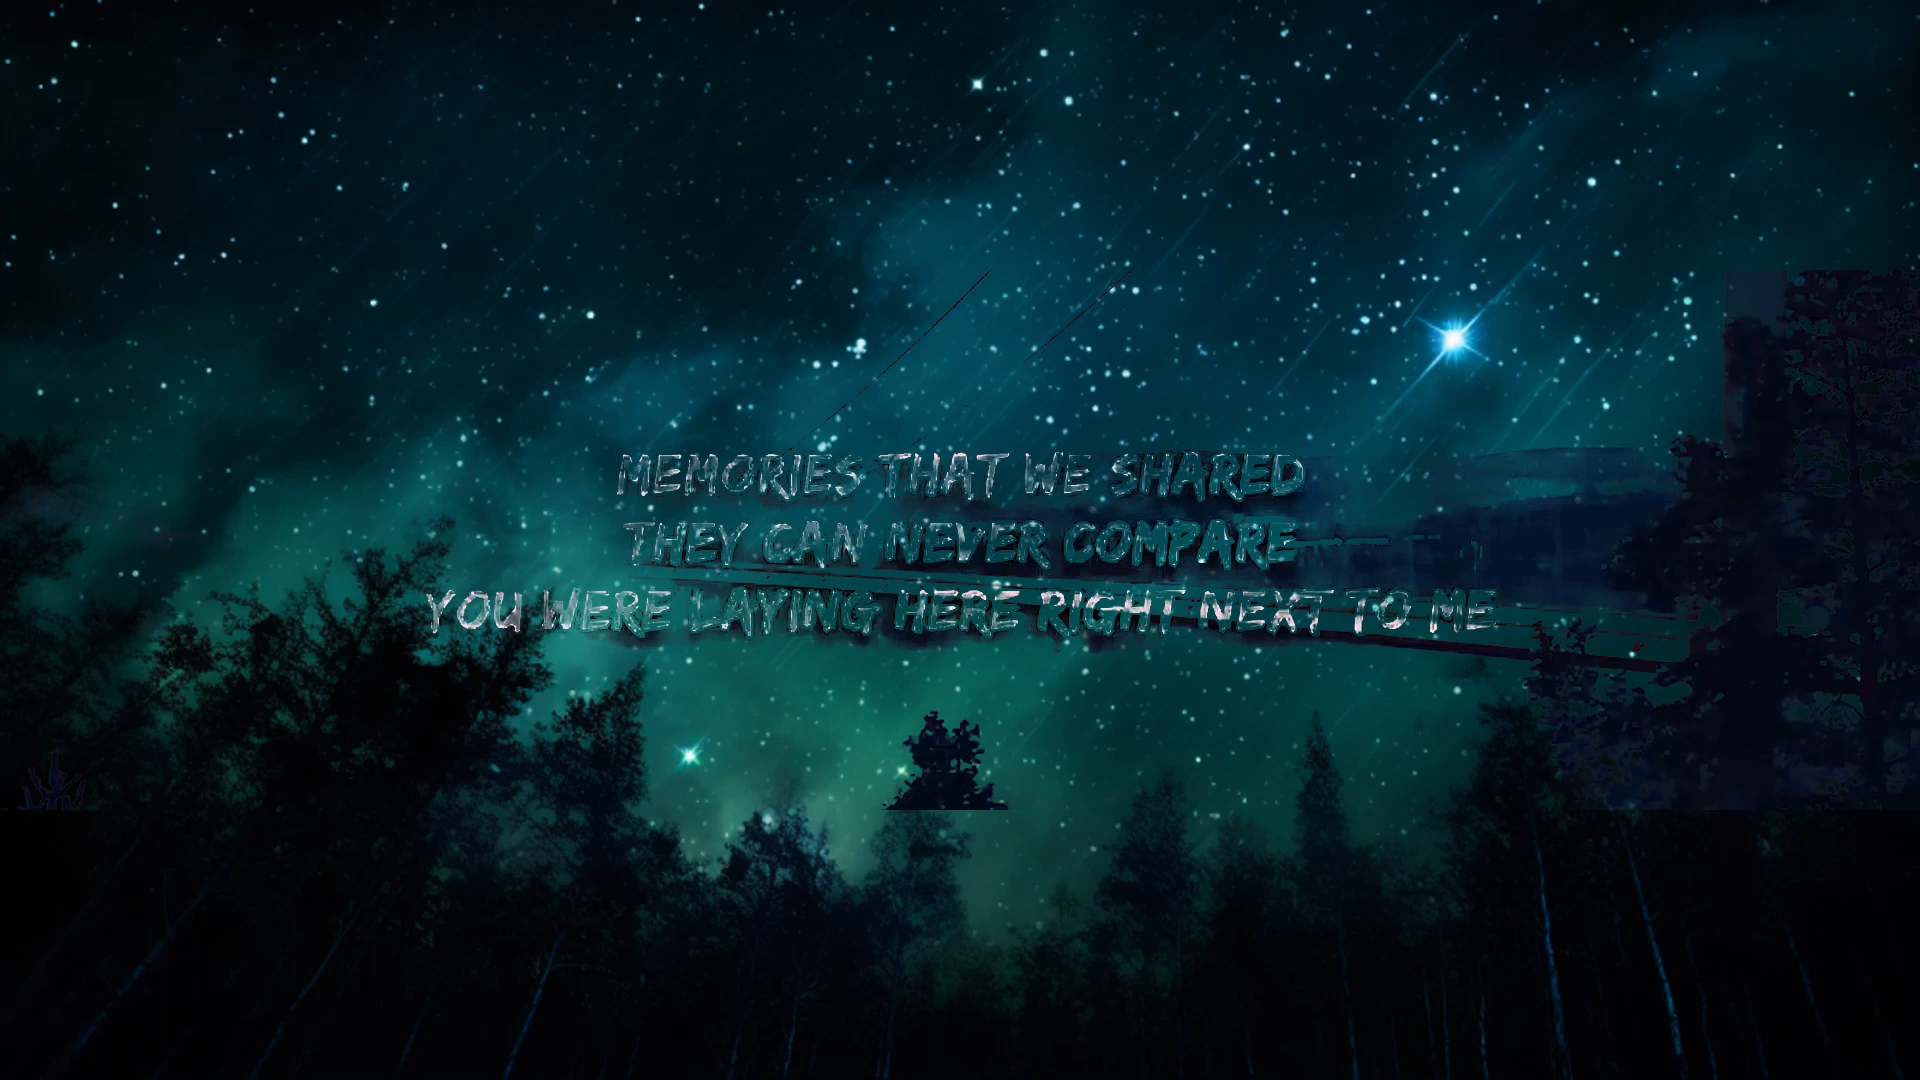 MEMORIES THAT WE SHARED
THEY CAN NEVER COMPARE
YOU WERE LAYING HERE RIGHT NEXT TO ME